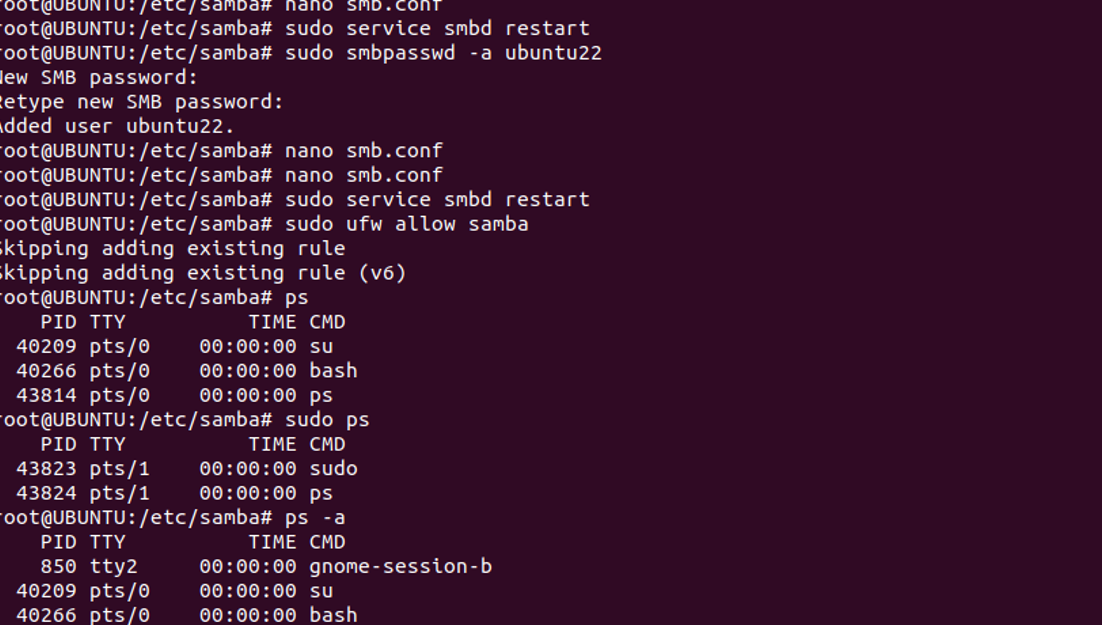 root@UBUNTU:/etc/samba# nano smb.conf
root@UBUNTU:/etc/samba# sudo service smbd restart
root@UBUNTU:/etc/samba# sudo smbpasswd -a ubuntu22
New SMB password:
Retype new SMB password:
Added user ubuntu22.
root@UBUNTU:/etc/samba# nano smb.conf
root@UBUNTU:/etc/samba# nano smb.conf
root@UBUNTU:/etc/samba# sudo service smbd restart
root@UBUNTU:/etc/samba# sudo ufw allow samba
Skipping adding existing rule
Skipping adding existing rule (v6)
root@UBUNTU:/etc/samba# ps
    PID TTY          TIME CMD
  40209 pts/0    00:00:00 su
  40266 pts/0    00:00:00 bash
  43814 pts/0    00:00:00 ps
root@UBUNTU:/etc/samba# sudo ps
    PID TTY          TIME CMD
  43823 pts/1    00:00:00 sudo
  43824 pts/1    00:00:00 ps
root@UBUNTU:/etc/samba# ps -a
    PID TTY          TIME CMD
    850 tty2     00:00:00 gnome-session-b
  40209 pts/0    00:00:00 su
  40266 pts/0    00:00:00 bash